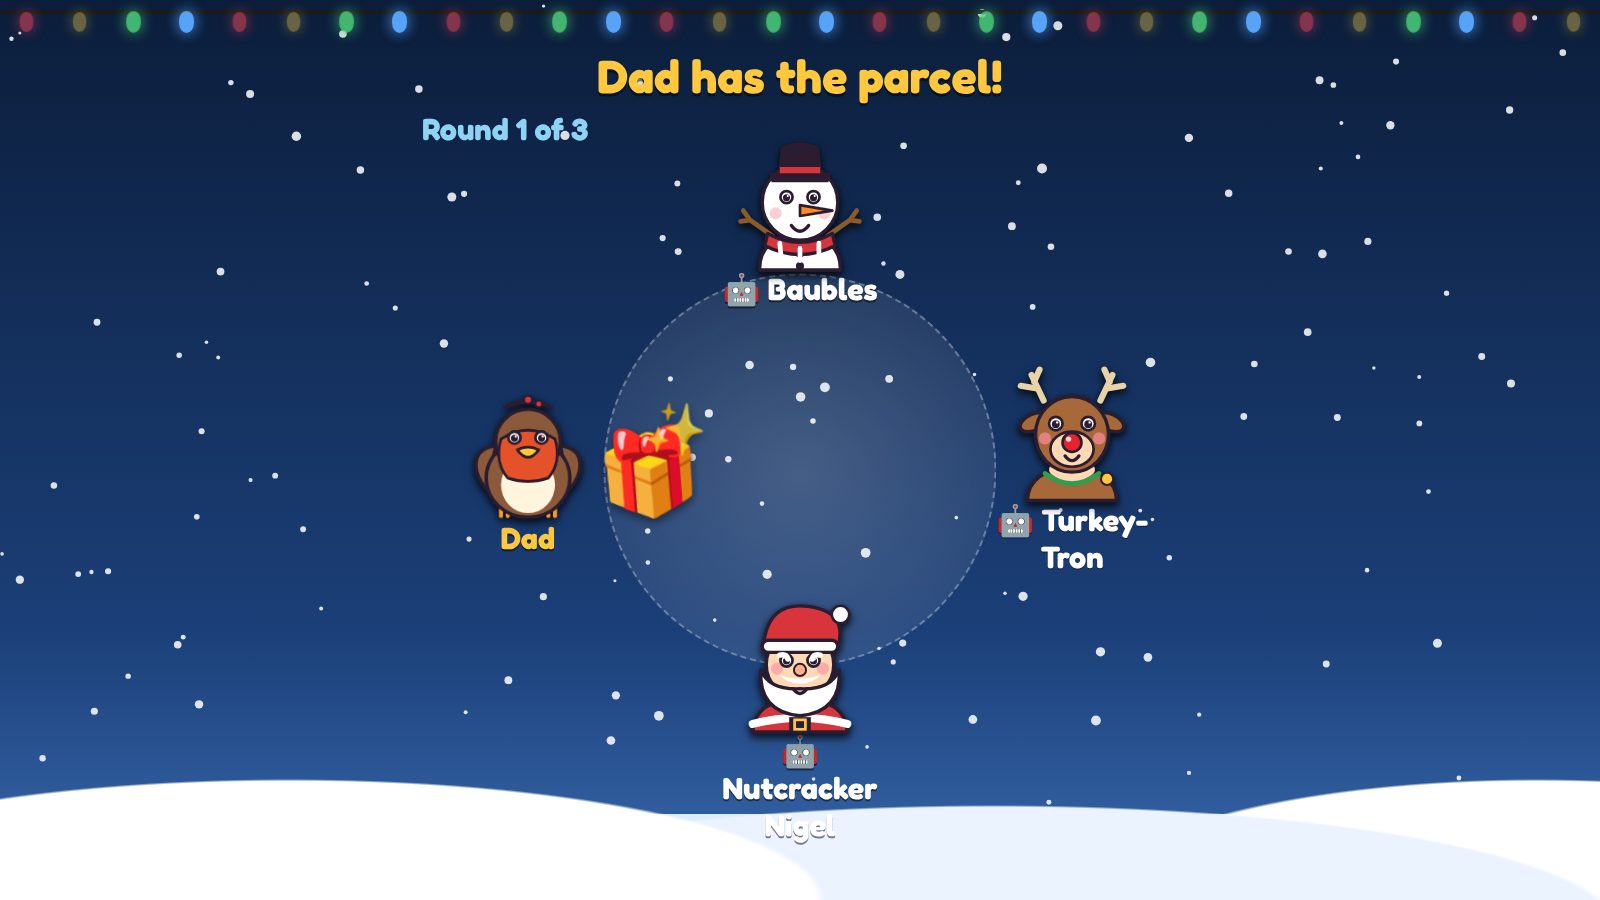 Dad has the parcel!
Round 1 of 3
Baubles
Dad
Turkey-
Tron
Nutcracker
Nigel